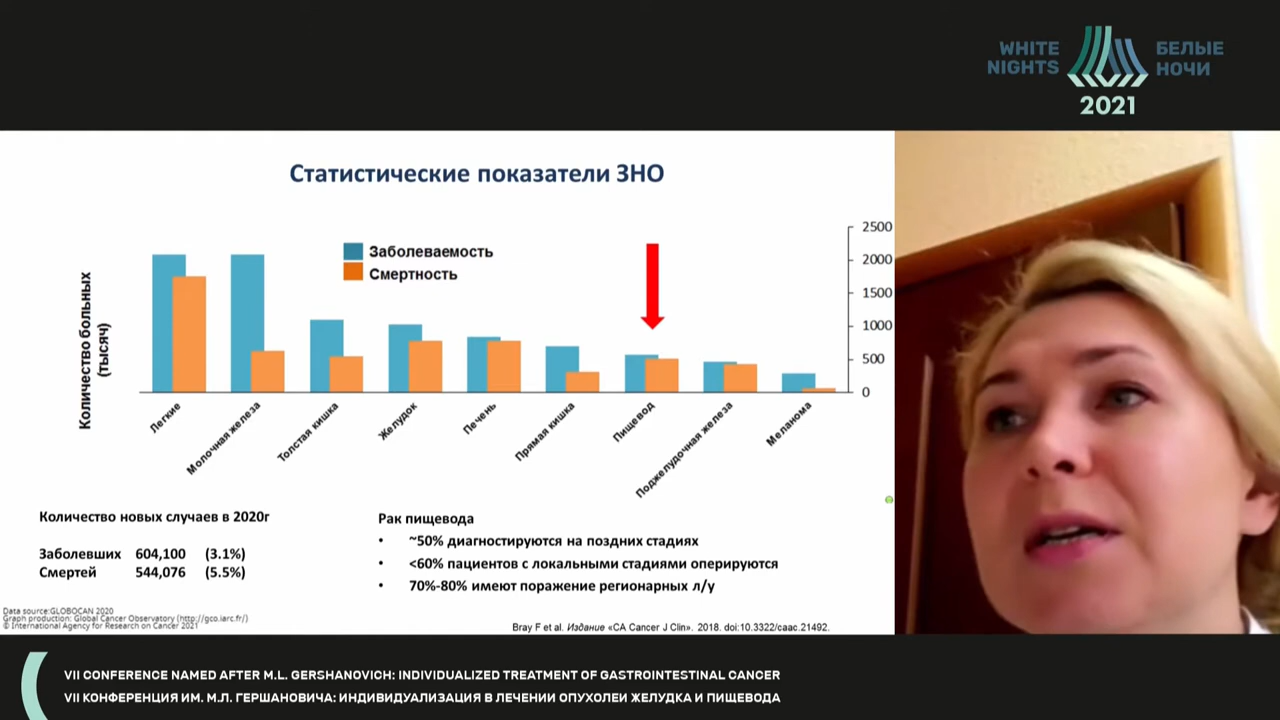 WHITE NIGHTS
БЕЛЫЕ НОЧИ
2021
Статистические показатели ЗНО
Заболеваемость
Смертность
Количество больных
(тысяч)
2500
2000
1500
1000
500
0
Легкие
Молочная железа
Толстая кишка
Желудок
Печень
Прямая кишка
Пищевод
Поджелудочная железа
Меланома
Количество новых случаев в 2020г
Заболевших 604,100 (3.1%)
Смертей 544,076 (5.5%)
Рак пищевода
• ~50% диагностируются на поздних стадиях
• <60% пациентов с локальными стадиями оперируются
• 70%-80% имеют поражение регионарных л/у
Data source:GLOBOCAN 2020
Graph production: Global Cancer Observatory (http://gco.iarc.fr/)
© International Agency for Research on Cancer 2021
Bray F et al. Издание «CA Cancer J Clin». 2018. doi:10.3322/caac.21492.
VII CONFERENCE NAMED AFTER M.L. GERSHANOVICH: INDIVIDUALIZED TREATMENT OF GASTROINTESTINAL CANCER
VII КОНФЕРЕНЦИЯ ИМ. М.Л. ГЕРШАНОВИЧА: ИНДИВИДУАЛИЗАЦИЯ В ЛЕЧЕНИИ ОПУХОЛЕИ ЖЕЛУДКА И ПИЩЕВОДА